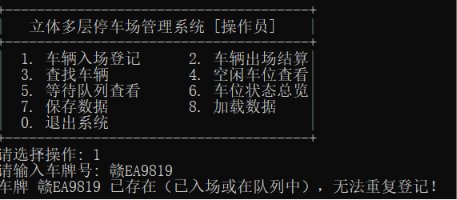 立体多层停车场管理系统 [操作员]
1. 车辆入场登记 2. 车辆出场结算
3. 查找车辆 4. 空闲车位查看
5. 等待队列查看 6. 车位状态总览
7. 保存数据 8. 加载数据
0. 退出系统
请选择操作: 1
请输入车牌号: 赣EA9819
车牌 赣EA9819 已存在（已入场或在队列中），无法重复登记！